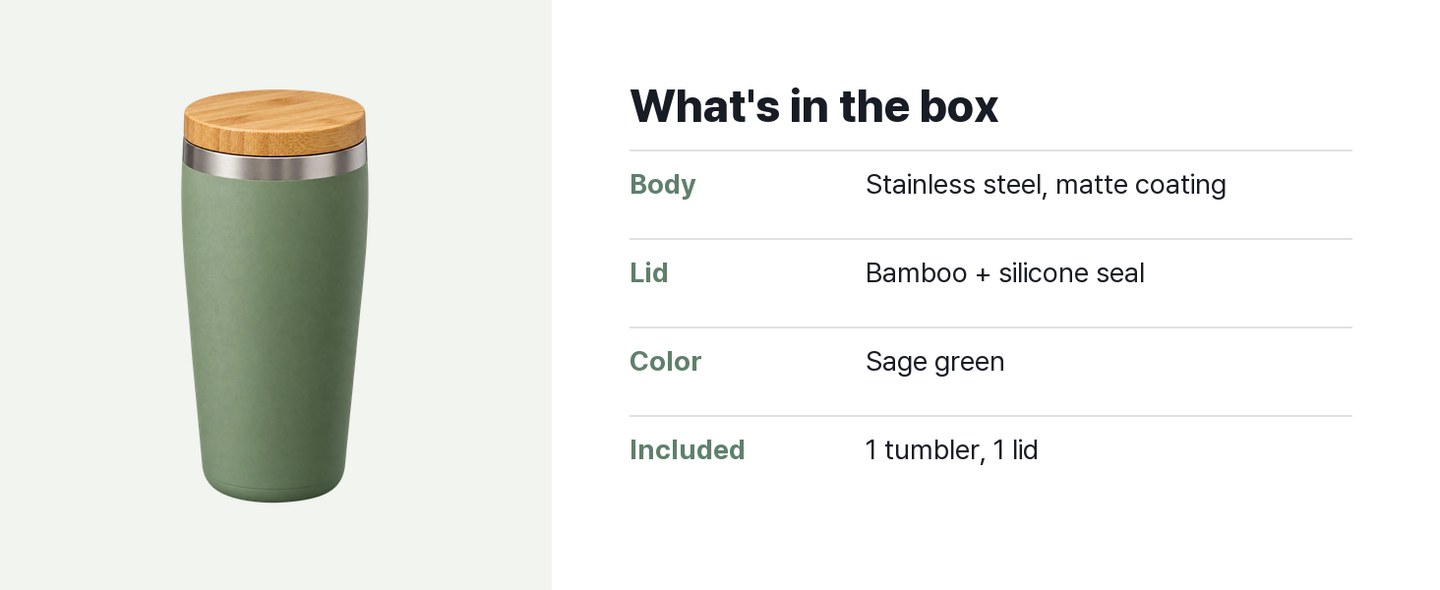 What's in the box
Body Stainless steel, matte coating
Lid Bamboo + silicone seal
Color Sage green
Included 1 tumbler, 1 lid